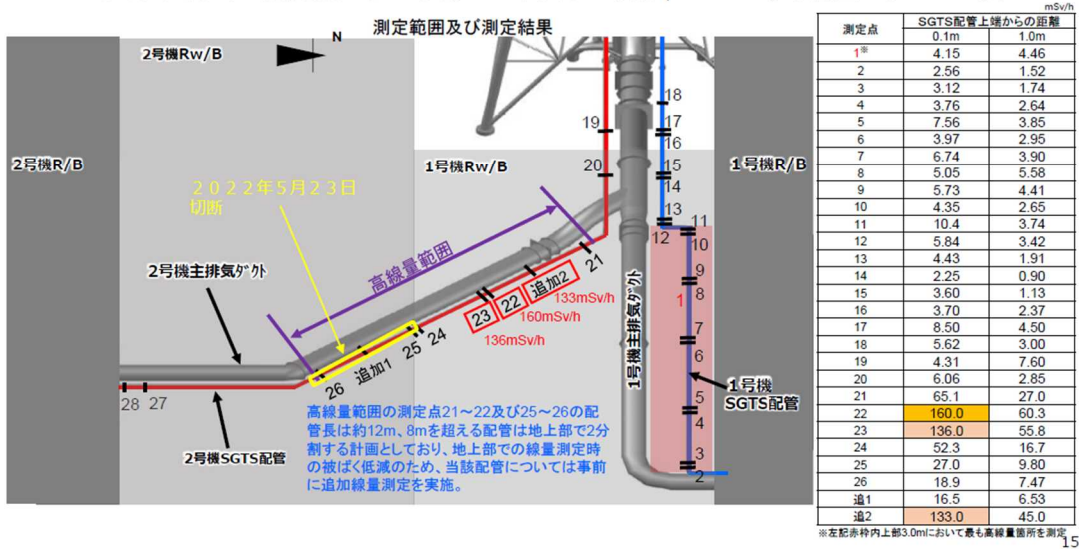 mSv/h
測定範囲及び測定結果
N
2号機Rw/B
2号機R/B
1号機Rw/B
1号機R/B
2022年5月23日
切断
高線量範囲
2号機主排気ダクト
1号機主排気ダクト
2号機SGTS配管
1号機
SGTS配管
18
17
16
15
14
13
12
11
10
9
8
7
6
5
4
3
2
1
19
20
21
追加2
22
23
24
25
追加1
26
27
28
133mSv/h
160mSv/h
136mSv/h
高線量範囲の測定点21~22及び25~26の配
管長は約12m、8mを超える配管は地上部で2分
割する計画としており、地上部での線量測定時
の被ばく低減のため、当該配管については事前
に追加線量測定を実施。
測定点 SGTS配管上端からの距離
0.1m 1.0m
1※ 4.15 4.46
2 2.56 1.52
3 3.12 1.74
4 3.76 2.64
5 7.56 3.85
6 3.97 2.95
7 6.74 3.90
8 5.05 5.58
9 5.73 4.41
10 4.35 2.65
11 10.4 3.74
12 5.84 3.42
13 4.43 1.91
14 2.25 0.90
15 3.60 1.13
16 3.70 2.37
17 8.50 4.50
18 5.62 3.00
19 4.31 7.60
20 6.06 2.85
21 65.1 27.0
22 160.0 60.3
23 136.0 55.8
24 52.3 16.7
25 27.0 9.80
26 18.9 7.47
追1 16.5 6.53
追2 133.0 45.0
※左記赤枠内上部3.0mにおいて最も高線量箇所を測定
15